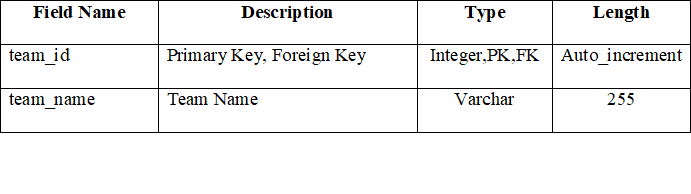 Field Name Description Type Length
team_id Primary Key, Foreign Key Integer,PK,FK Auto_increment
team_name Team Name Varchar 255